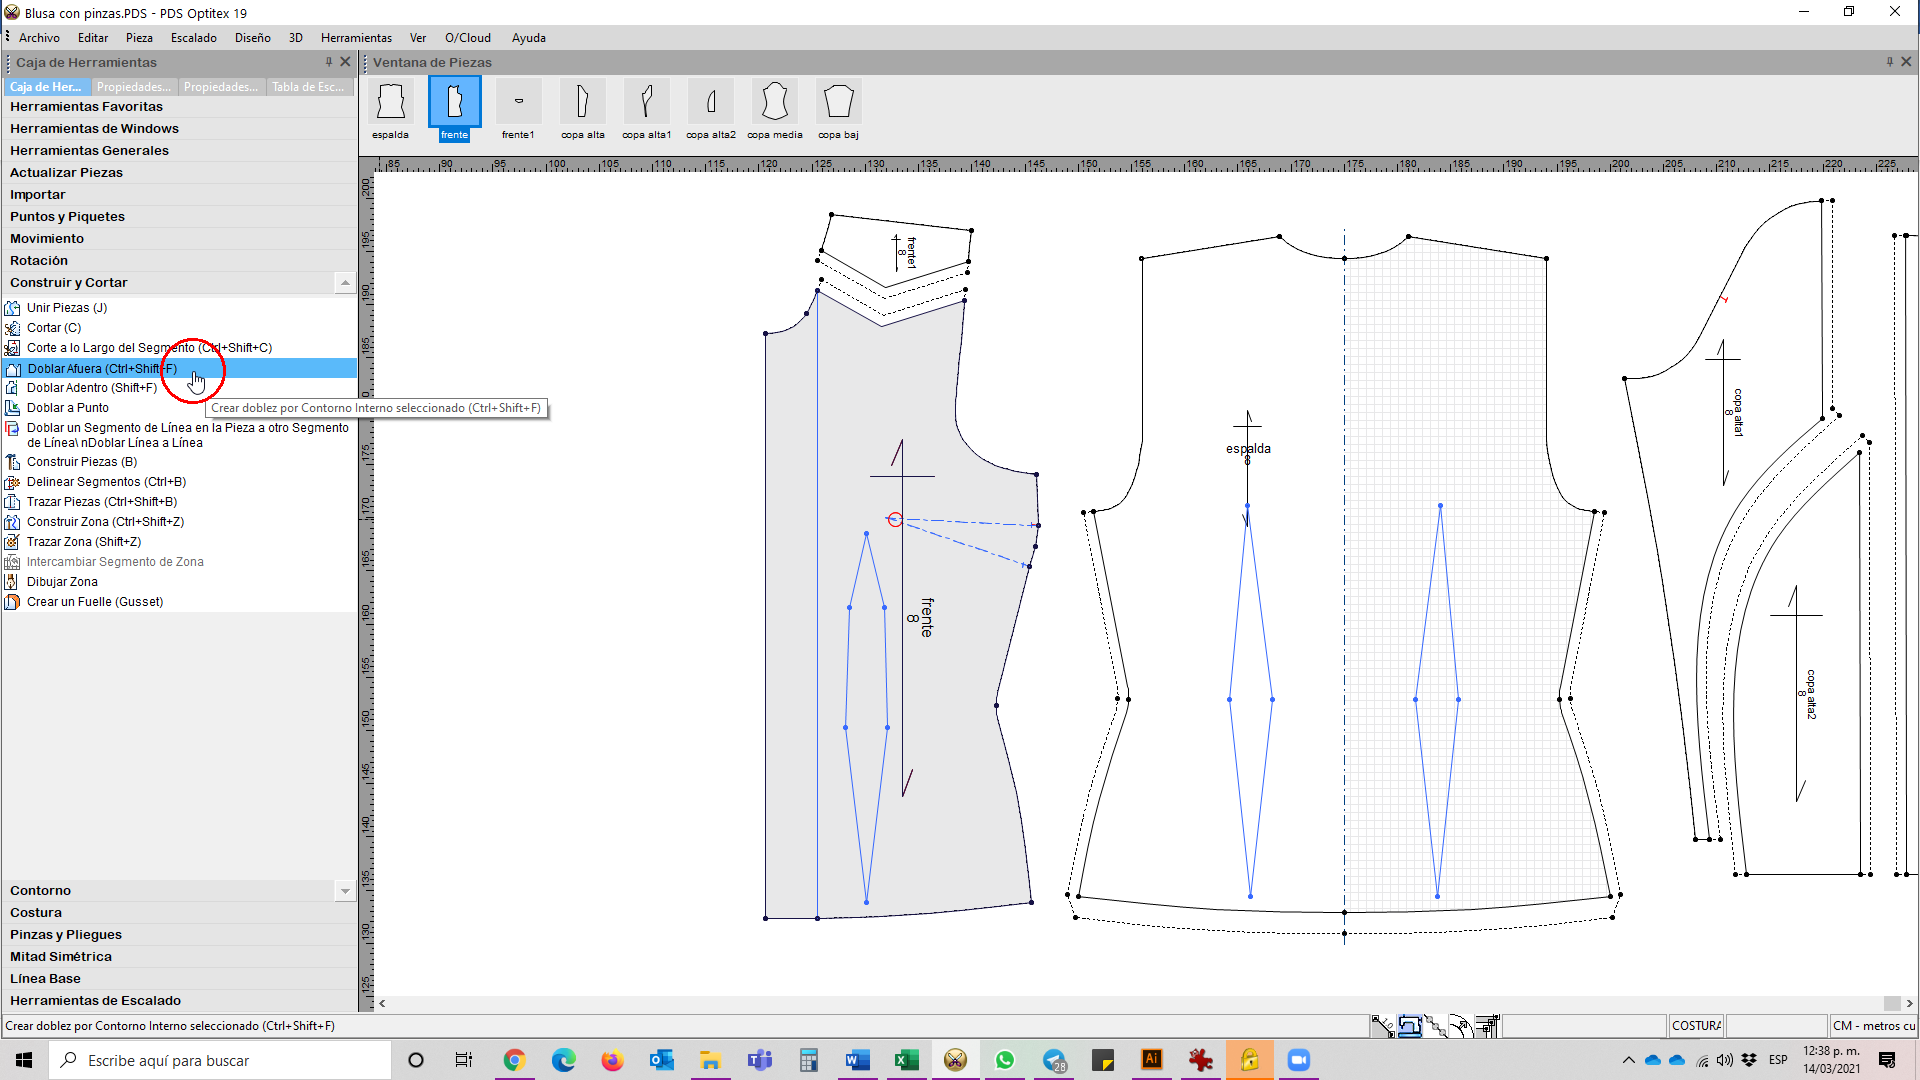 Blusa con pinzas.PDS - PDS Optitex 19
Archivo Editar Pieza Escalado Diseño 3D Herramientas Ver O/Cloud Ayuda
Caja de Herramientas
Caja de Her... Propiedades... Propiedades... Tabla de Esc...
Herramientas Favoritas
Herramientas de Windows
Herramientas Generales
Actualizar Piezas
Importar
Puntos y Piquetes
Movimiento
Rotación
Construir y Cortar
Unir Piezas (J)
Cortar (C)
Corte a lo Largo del Segmento (Ctrl+Shift+C)
Doblar Afuera (Ctrl+Shift+F)
Doblar Adentro (Shift+F)
Doblar a Punto
Doblar un Segmento de Línea en la Pieza a otro Segmento
de Línea\ nDoblar Línea a Línea
Construir Piezas (B)
Delinear Segmentos (Ctrl+B)
Trazar Piezas (Ctrl+Shift+B)
Construir Zona (Ctrl+Shift+Z)
Trazar Zona (Shift+Z)
Intercambiar Segmento de Zona
Dibujar Zona
Crear un Fuelle (Gusset)
Contorno
Costura
Pinzas y Pliegues
Mitad Simétrica
Línea Base
Herramientas de Escalado
Crear doblez por Contorno Interno seleccionado (Ctrl+Shift+F)
Ventana de Piezas
espalda frente frente1 copa alta copa alta1 copa alta2 copa media copa baj
85 90 95 100 105 110 115 120 125 130 135 140 145 150 155 160 165 170 175 180 185 190 195 200 205 210 215 220 225
200
195
190
185
175
170
165
160
155
150
145
140
135
130
125
frente1
8
frente
8
espalda
8
copa alta1
8
copa alta2
8
Crear doblez por Contorno Interno seleccionado (Ctrl+Shift+F)
COSTURA
CM - metros cu
Escribe aquí para buscar
28
ESP
12:38 p. m.
14/03/2021